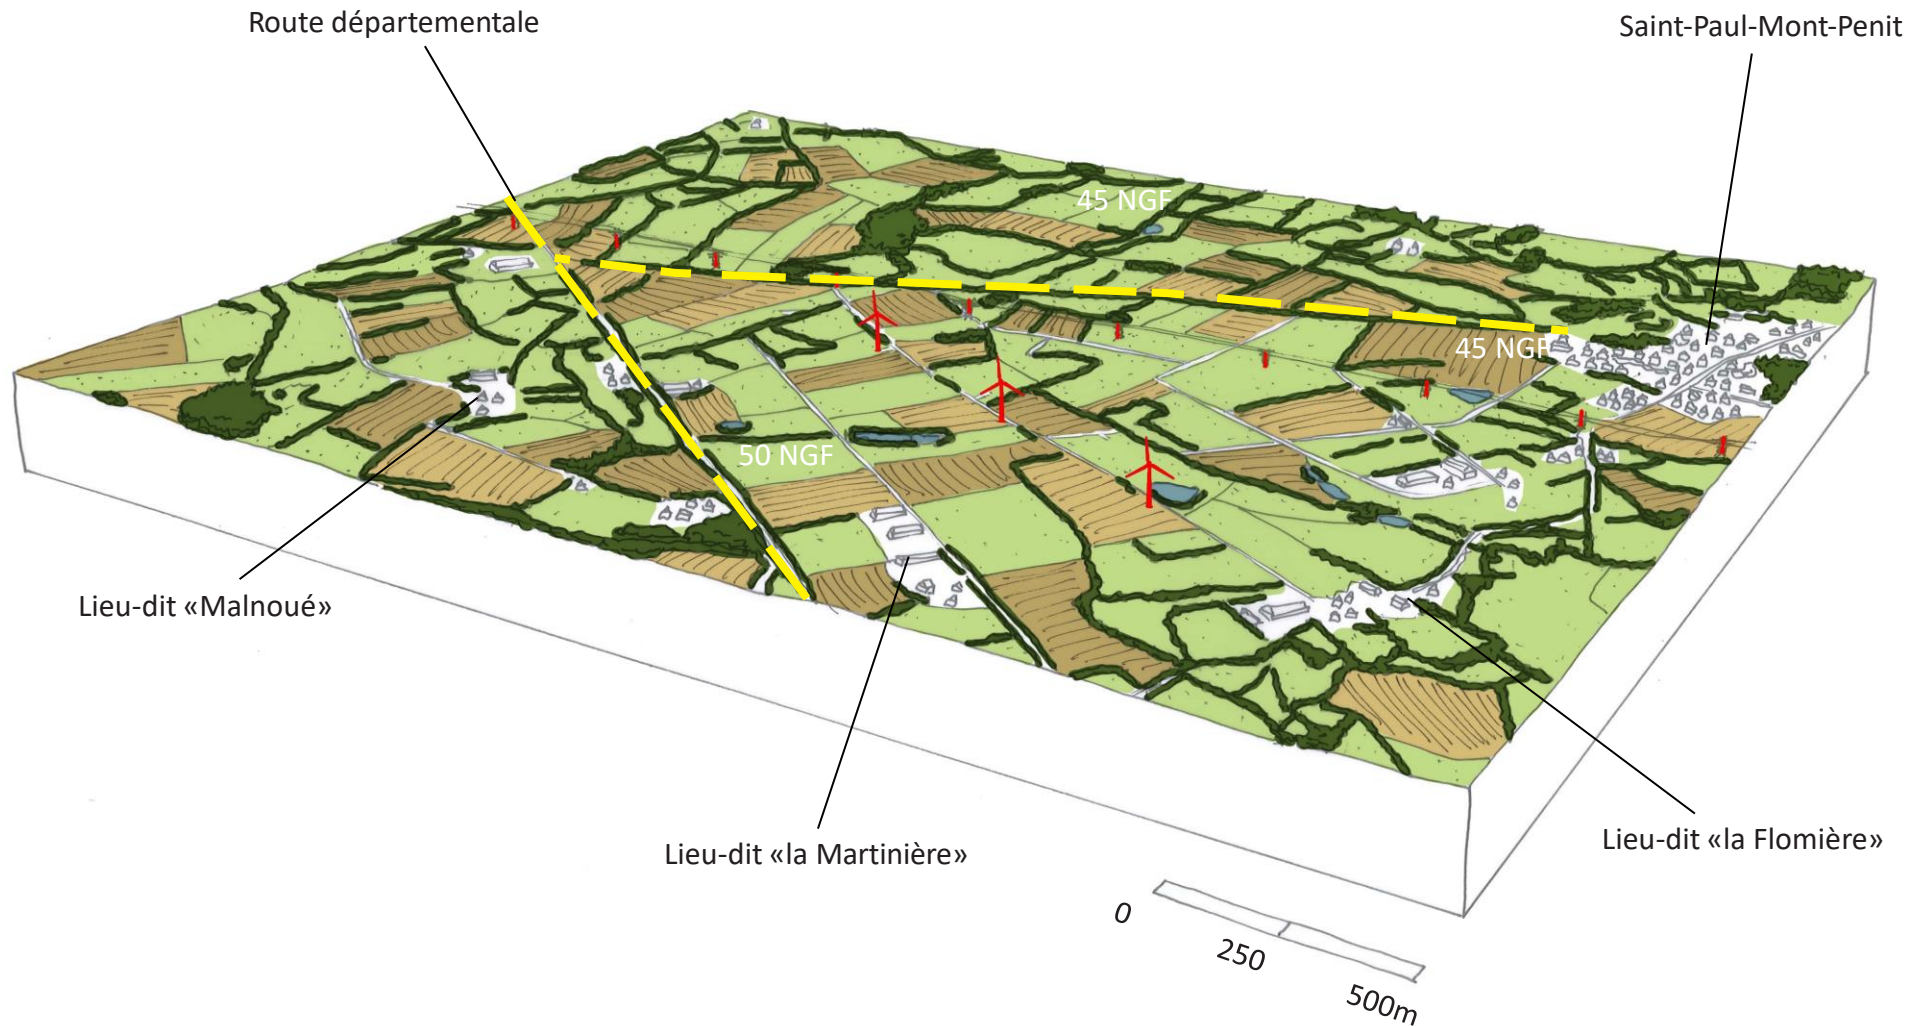 Route départementale
Saint-Paul-Mont-Penit
45 NGF
45 NGF
50 NGF
Lieu-dit «Malnoué»
Lieu-dit «la Martinière»
Lieu-dit «la Flomière»
0
250
500m